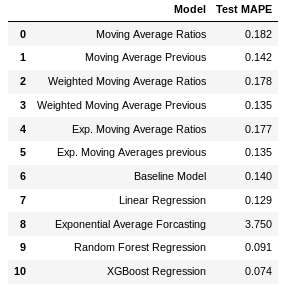 Model Test MAPE
0 Moving Average Ratios 0.182
1 Moving Average Previous 0.142
2 Weighted Moving Average Ratios 0.178
3 Weighted Moving Average Previous 0.135
4 Exp. Moving Average Ratios 0.177
5 Exp. Moving Averages previous 0.135
6 Baseline Model 0.140
7 Linear Regression 0.129
8 Exponential Average Forcasting 3.750
9 Random Forest Regression 0.091
10 XGBoost Regression 0.074